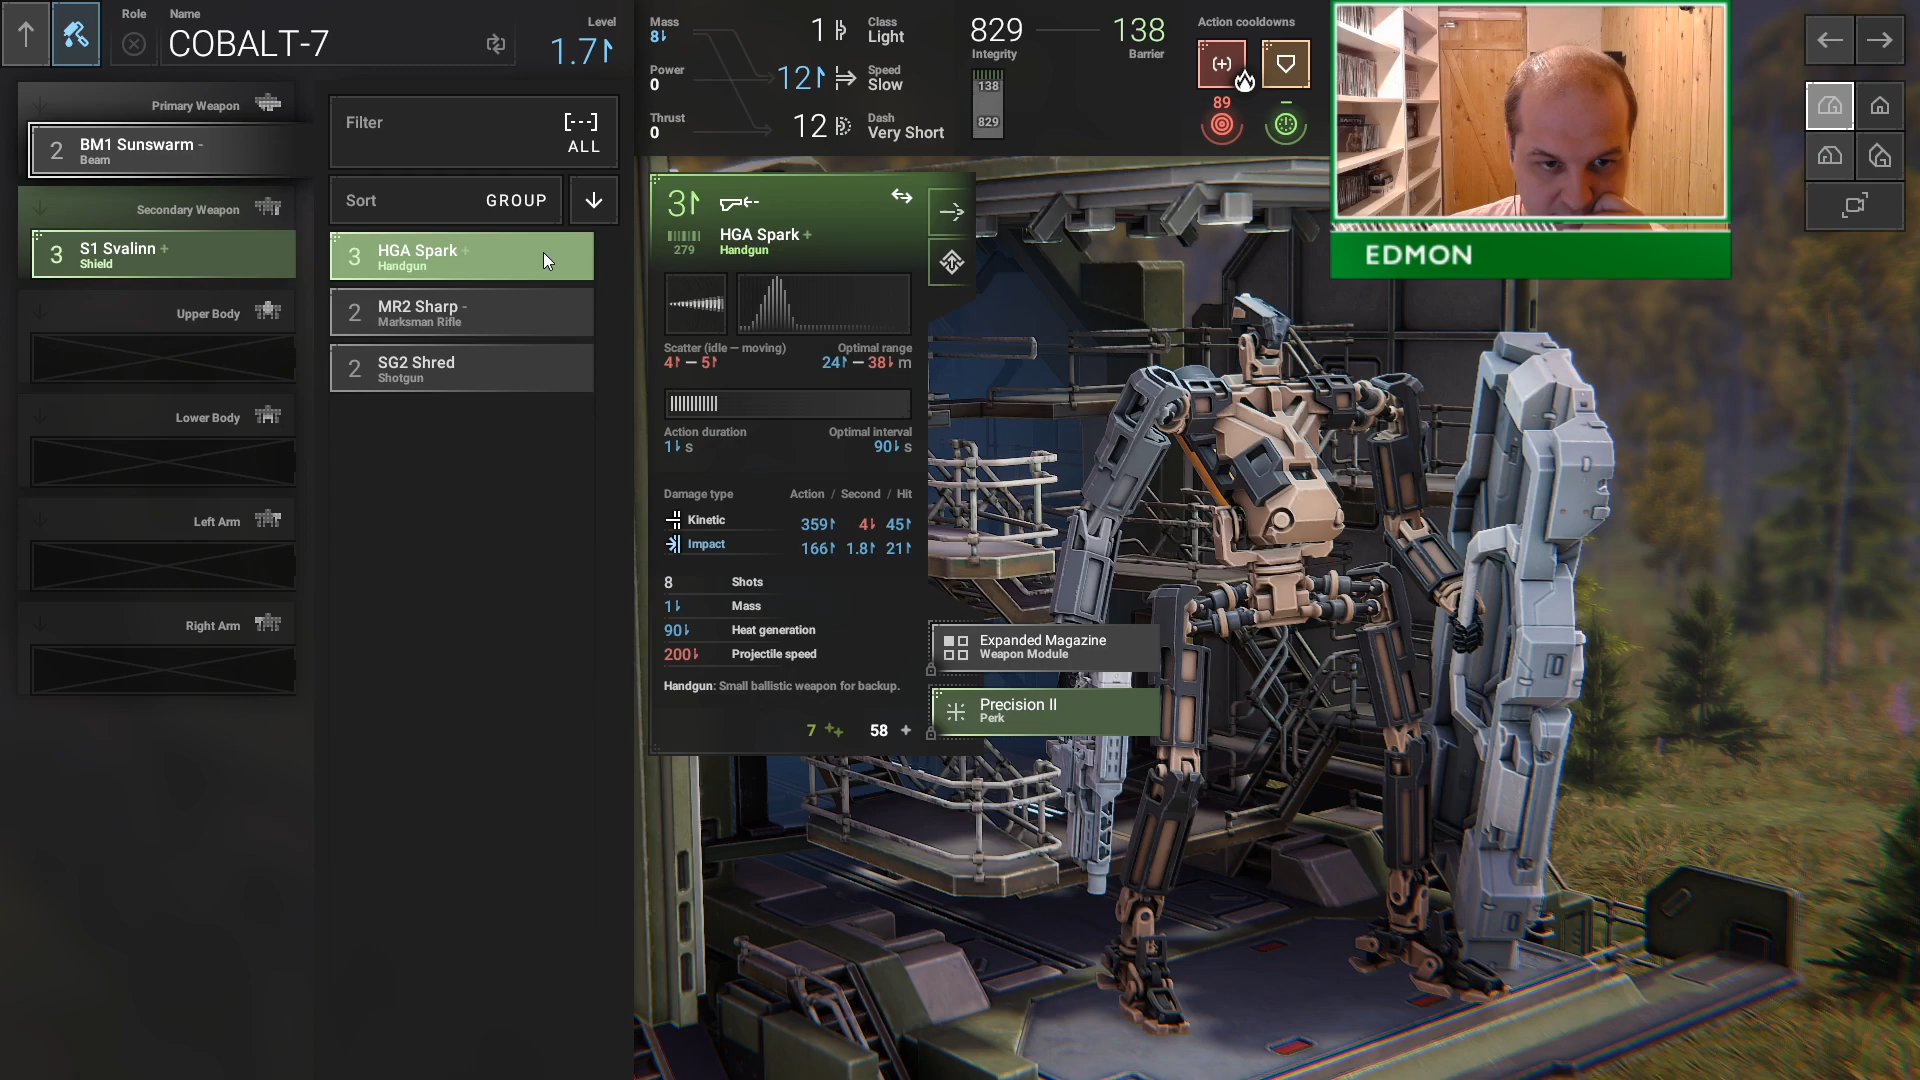 Role
Name
COBALT-7
Level
1.7
Primary Weapon
2
BM1 Sunswarm -
Beam
Secondary Weapon
3
S1 Svalinn +
Shield
Upper Body
Lower Body
Left Arm
Right Arm
Filter
[---]
ALL
Sort
GROUP
3
HGA Spark +
Handgun
2
MR2 Sharp -
Marksman Rifle
2
SG2 Shred
Shotgun
Mass
8
Power
0
Thrust
0
1
Class
Light
12
Speed
Slow
12
Dash
Very Short
829
Integrity
138
Barrier
138
829
Action cooldowns
89
–
EDMON
3
279
HGA Spark +
Handgun
Scatter (idle — moving)
4 — 5
Optimal range
24 — 38 m
Action duration
1 s
Optimal interval
90 s
Damage type Action / Second / Hit
Kinetic 359 4 45
Impact 166 1.8 21
8 Shots
1 Mass
90 Heat generation
200 Projectile speed
Handgun: Small ballistic weapon for backup.
7 58 +
Expanded Magazine
Weapon Module
Precision II
Perk